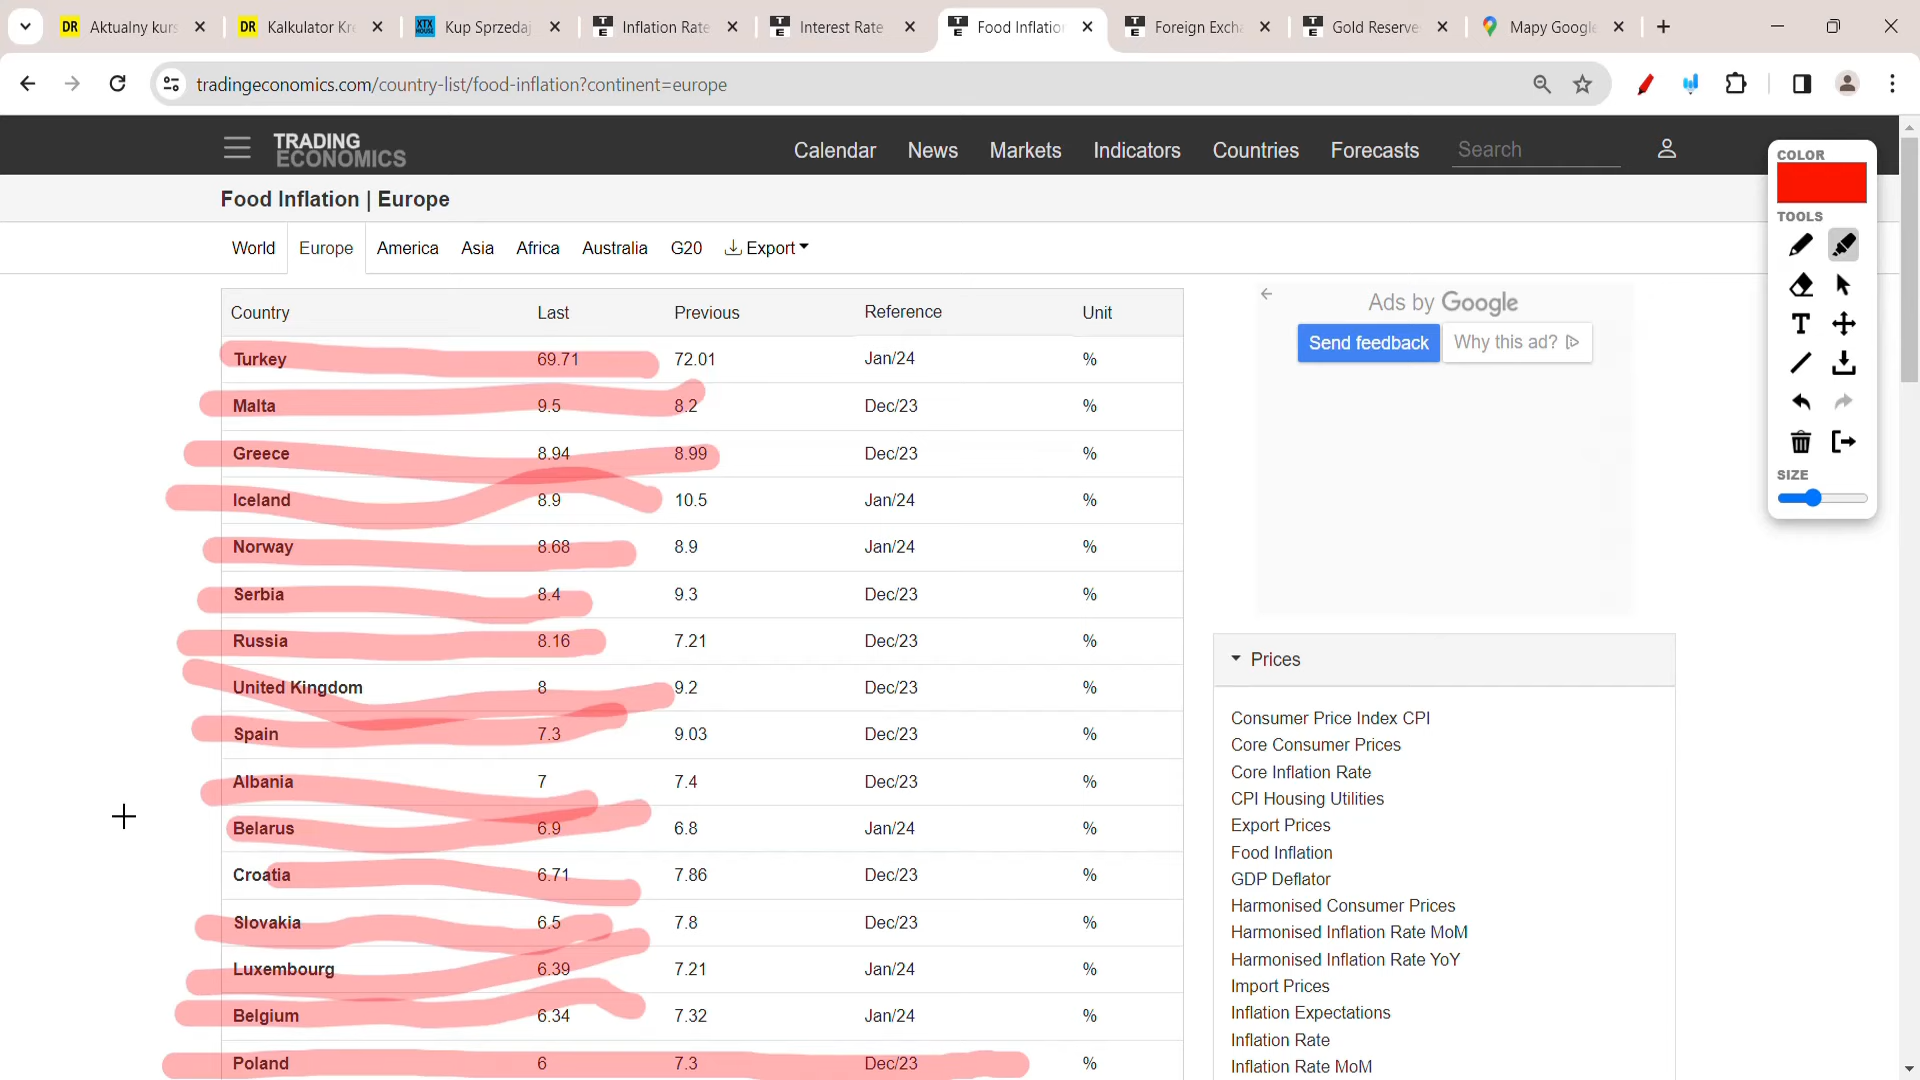 DR Aktualny kurs
DR Kalkulator Kre
XTX HOUSE Kup Sprzedaj
TE Inflation Rate
TE Interest Rate
TE Food Inflation
TE Foreign Excha
TE Gold Reserve
Mapy Google
tradingeconomics.com/country-list/food-inflation?continent=europe
TRADING
ECONOMICS
Calendar News Markets Indicators Countries Forecasts Search
Food Inflation | Europe
World Europe America Asia Africa Australia G20 Export
Country Last Previous Reference Unit
Turkey 69.71 72.01 Jan/24 %
Malta 9.5 8.2 Dec/23 %
Greece 8.94 8.99 Dec/23 %
Iceland 8.9 10.5 Jan/24 %
Norway 8.68 8.9 Jan/24 %
Serbia 8.4 9.3 Dec/23 %
Russia 8.16 7.21 Dec/23 %
United Kingdom 8 9.2 Dec/23 %
Spain 7.3 9.03 Dec/23 %
Albania 7 7.4 Dec/23 %
Belarus 6.9 6.8 Jan/24 %
Croatia 6.71 7.86 Dec/23 %
Slovakia 6.5 7.8 Dec/23 %
Luxembourg 6.39 7.21 Jan/24 %
Belgium 6.34 7.32 Jan/24 %
Poland 6 7.3 Dec/23 %
Ads by Google
Send feedback Why this ad?
Prices
Consumer Price Index CPI
Core Consumer Prices
Core Inflation Rate
CPI Housing Utilities
Export Prices
Food Inflation
GDP Deflator
Harmonised Consumer Prices
Harmonised Inflation Rate MoM
Harmonised Inflation Rate YoY
Import Prices
Inflation Expectations
Inflation Rate
Inflation Rate MoM
COLOR
TOOLS
T
SIZE